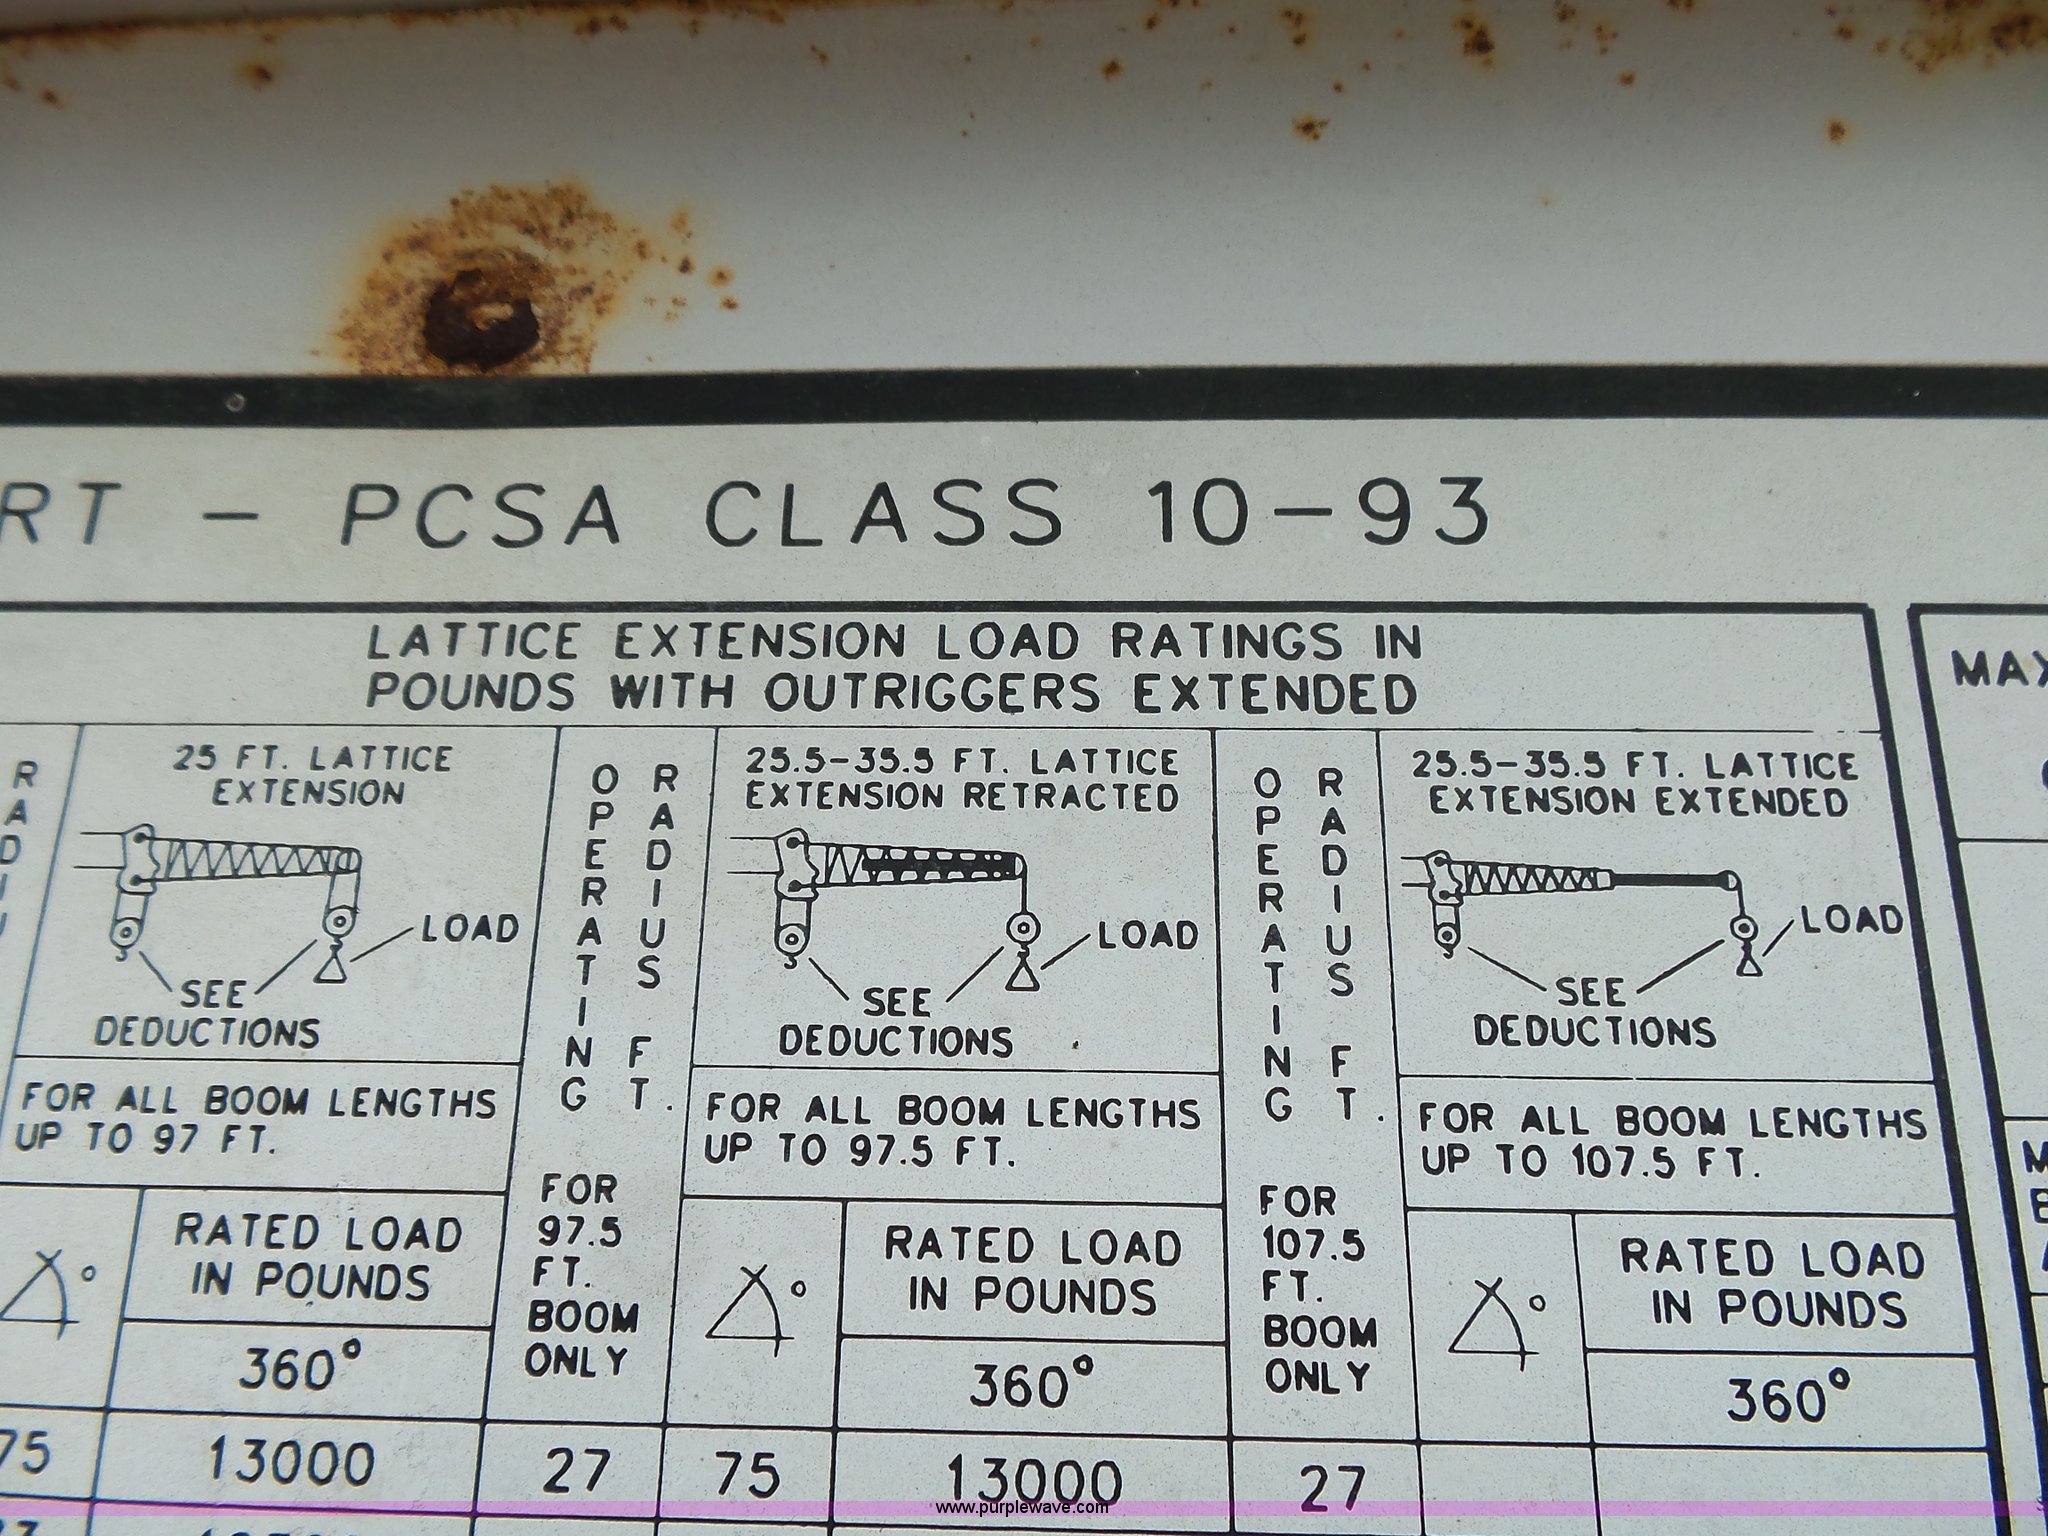 RT - PCSA CLASS 10-93
LATTICE EXTENSION LOAD RATINGS IN
POUNDS WITH OUTRIGGERS EXTENDED
25 FT. LATTICE
EXTENSION
LOAD
SEE
DEDUCTIONS
FOR ALL BOOM LENGTHS
UP TO 97 FT.
RATED LOAD
IN POUNDS
360°
75
13000
OPERATING
RADIUS FT.
FOR
97.5
FT.
BOOM
ONLY
27
25.5-35.5 FT. LATTICE
EXTENSION RETRACTED
LOAD
SEE
DEDUCTIONS
FOR ALL BOOM LENGTHS
UP TO 97.5 FT.
RATED LOAD
IN POUNDS
360°
75
13000
OPERATING
RADIUS FT.
FOR
107.5
FT.
BOOM
ONLY
27
25.5-35.5 FT. LATTICE
EXTENSION EXTENDED
LOAD
SEE
DEDUCTIONS
FOR ALL BOOM LENGTHS
UP TO 107.5 FT.
RATED LOAD
IN POUNDS
360°
MAX
www.purplewave.com